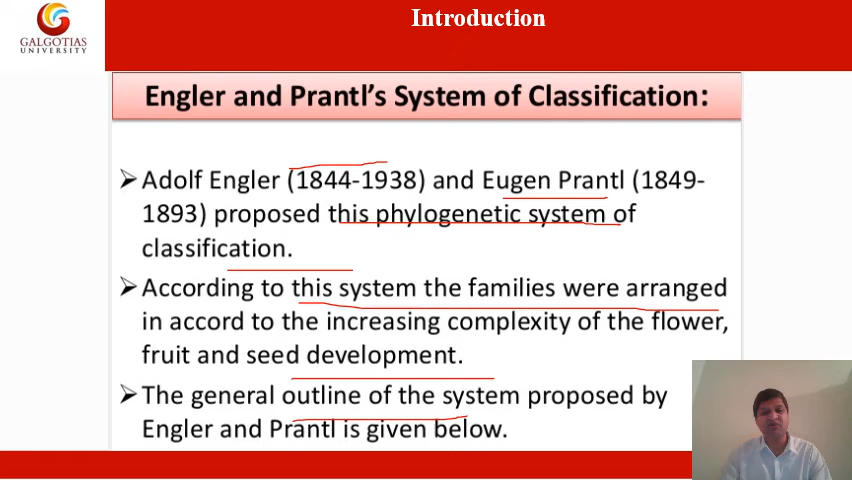 Introduction
GALGOTIAS
UNIVERSITY
Engler and Prantl's System of Classification:
Adolf Engler (1844-1938) and Eugen Prantl (1849-
1893) proposed this phylogenetic system of
classification.
According to this system the families were arranged
in accord to the increasing complexity of the flower,
fruit and seed development.
The general outline of the system proposed by
Engler and Prantl is given below.